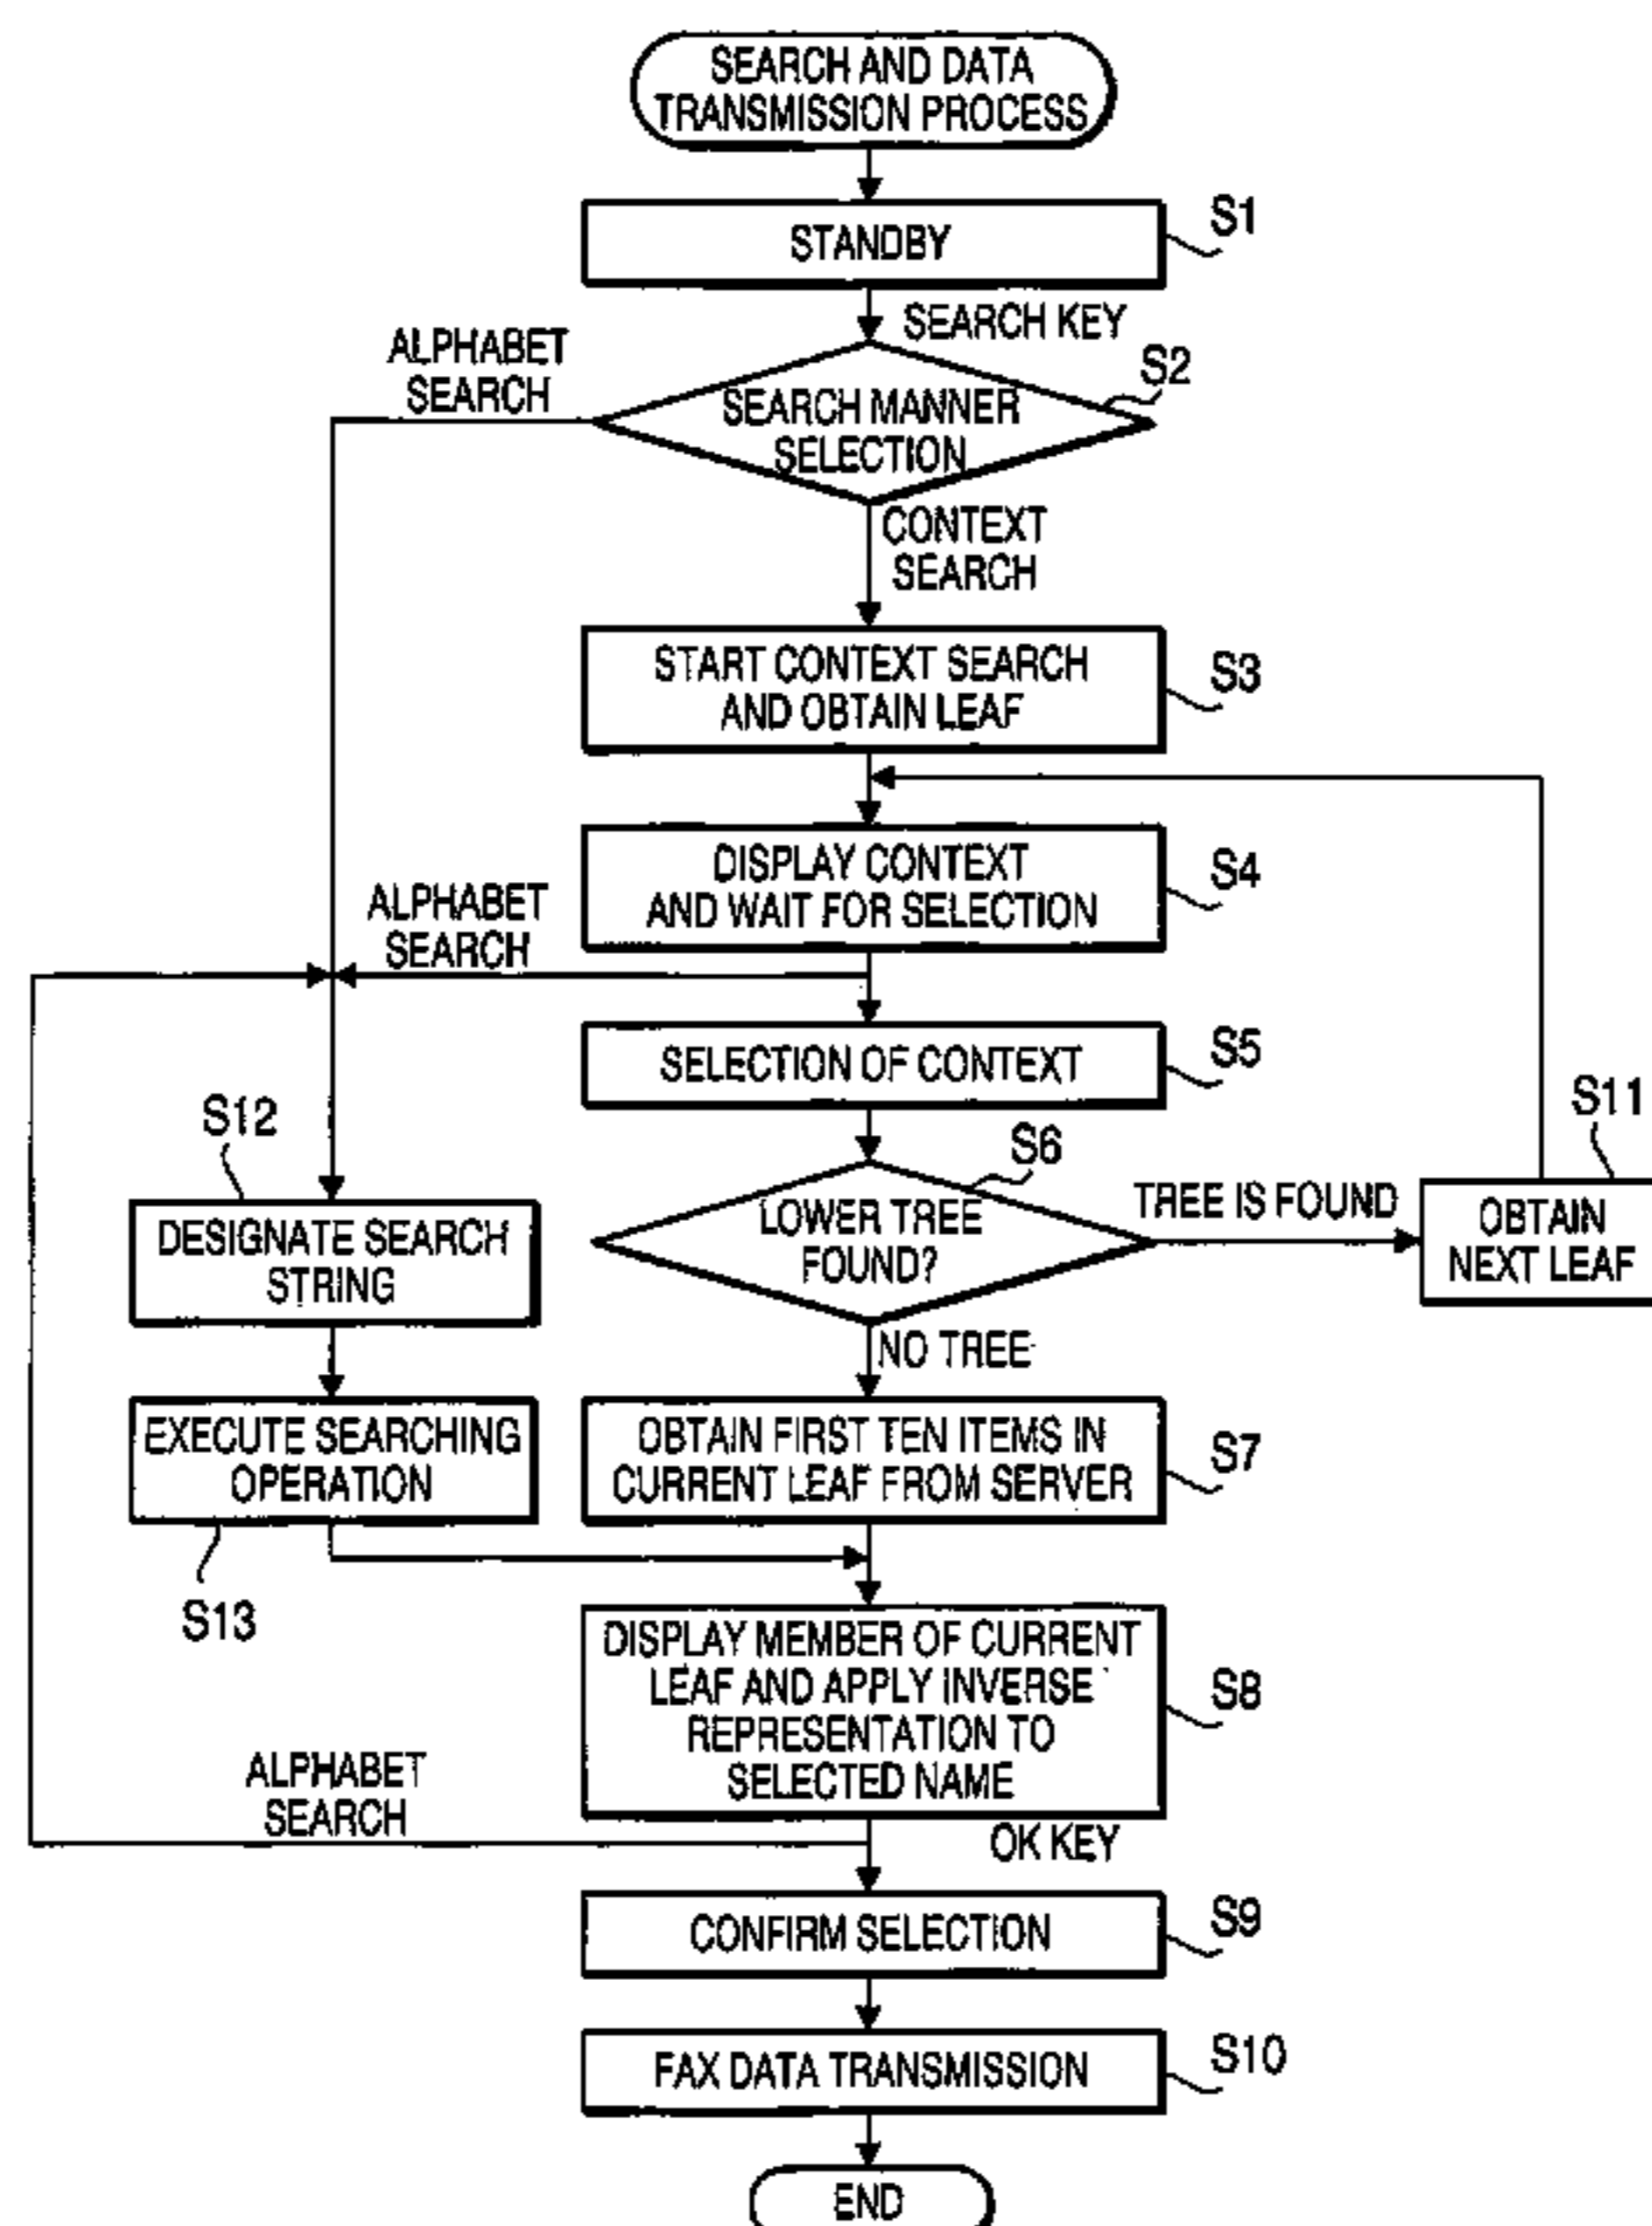 SEARCH AND DATA
TRANSMISSION PROCESS
STANDBY
S1
SEARCH KEY
ALPHABET
SEARCH
S2
SEARCH MANNER
SELECTION
CONTEXT
SEARCH
START CONTEXT SEARCH
AND OBTAIN LEAF
S3
DISPLAY CONTEXT
AND WAIT FOR SELECTION
S4
ALPHABET
SEARCH
SELECTION OF CONTEXT
S5
S11
S12
S6
LOWER TREE
FOUND?
TREE IS FOUND
OBTAIN
NEXT LEAF
DESIGNATE SEARCH
STRING
NO TREE
EXECUTE SEARCHING
OPERATION
OBTAIN FIRST TEN ITEMS IN
CURRENT LEAF FROM SERVER
S7
S13
DISPLAY MEMBER OF CURRENT
LEAF AND APPLY INVERSE
REPRESENTATION TO
SELECTED NAME
S8
ALPHABET
SEARCH
OK KEY
CONFIRM SELECTION
S9
FAX DATA TRANSMISSION
S10
END